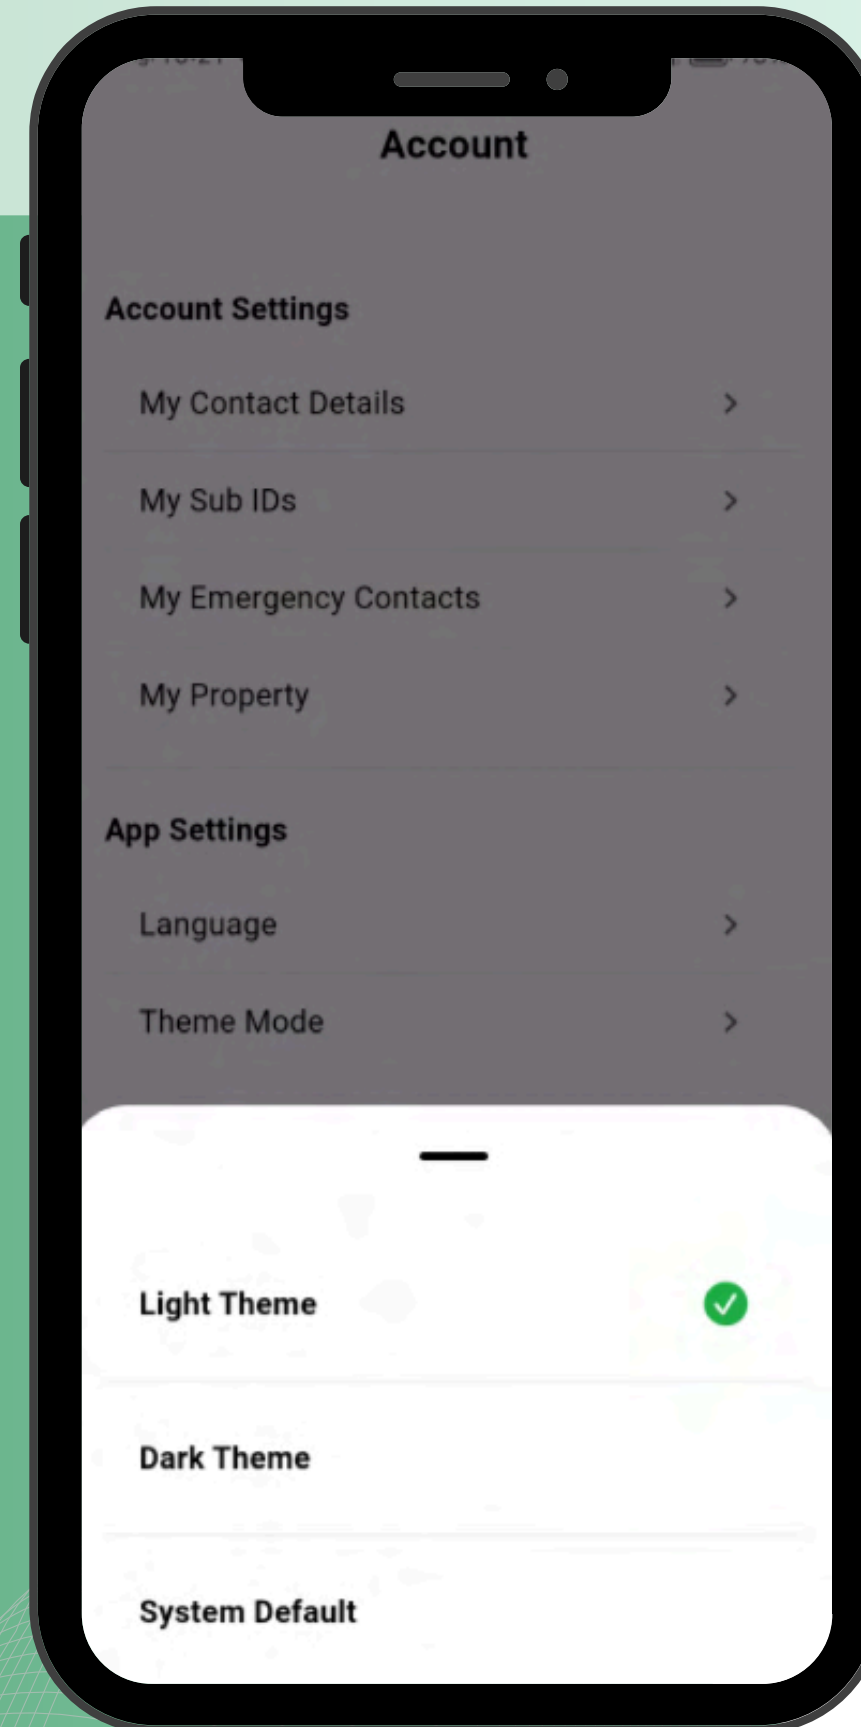 Account
Account Settings
My Contact Details
My Sub IDs
My Emergency Contacts
My Property
App Settings
Language
Theme Mode
Light Theme
Dark Theme
System Default